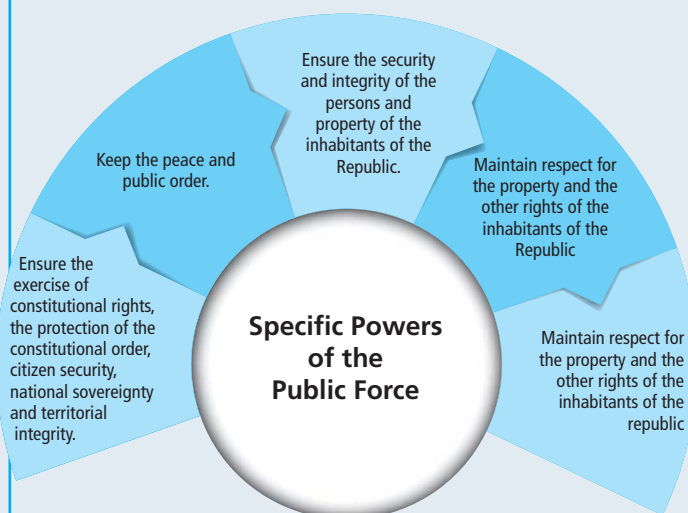 Ensure the
exercise of
constitutional rights,
the protection of the
constitutional order,
citizen security,
national sovereignty
and territorial
integrity.
Keep the peace and
public order.
Ensure the security
and integrity of the
persons and
property of the
inhabitants of the
Republic.
Maintain respect for
the property and the
other rights of the
inhabitants of the
Republic
Maintain respect for
the property and the
other rights of the
inhabitants of the
republic
Specific Powers
of the
Public Force